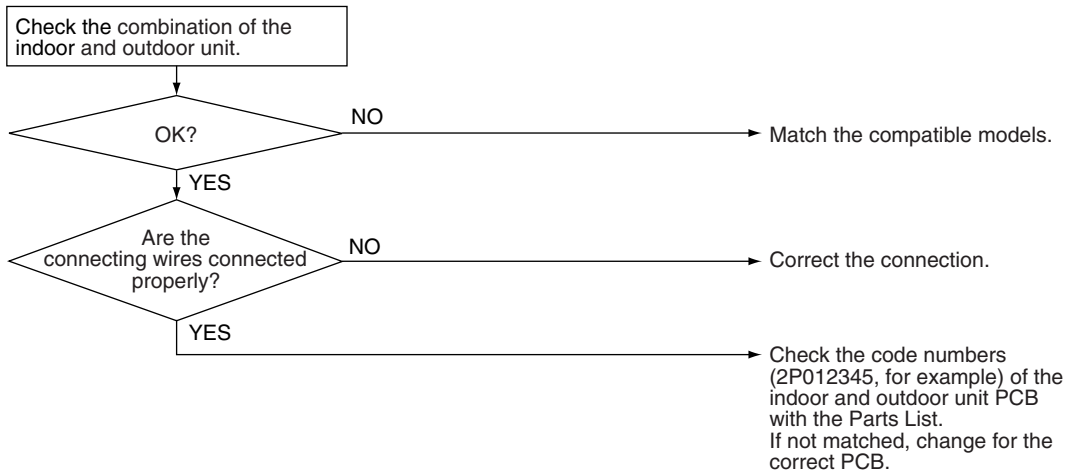 Check the combination of the
indoor and outdoor unit.
OK?
NO
Match the compatible models.
YES
Are the
connecting wires connected
properly?
NO
Correct the connection.
YES
Check the code numbers
(2P012345, for example) of the
indoor and outdoor unit PCB
with the Parts List.
If not matched, change for the
correct PCB.